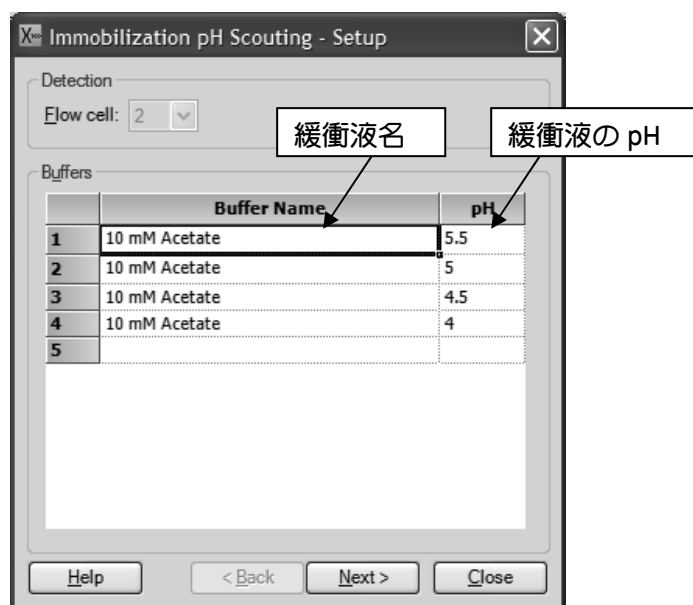 Immobilization pH Scouting - Setup
Detection
Flow cell: 2
緩衝液名
緩衝液の pH
Buffers
Buffer Name pH
1 10 mM Acetate 5.5
2 10 mM Acetate 5
3 10 mM Acetate 4.5
4 10 mM Acetate 4
5
Help < Back Next > Close